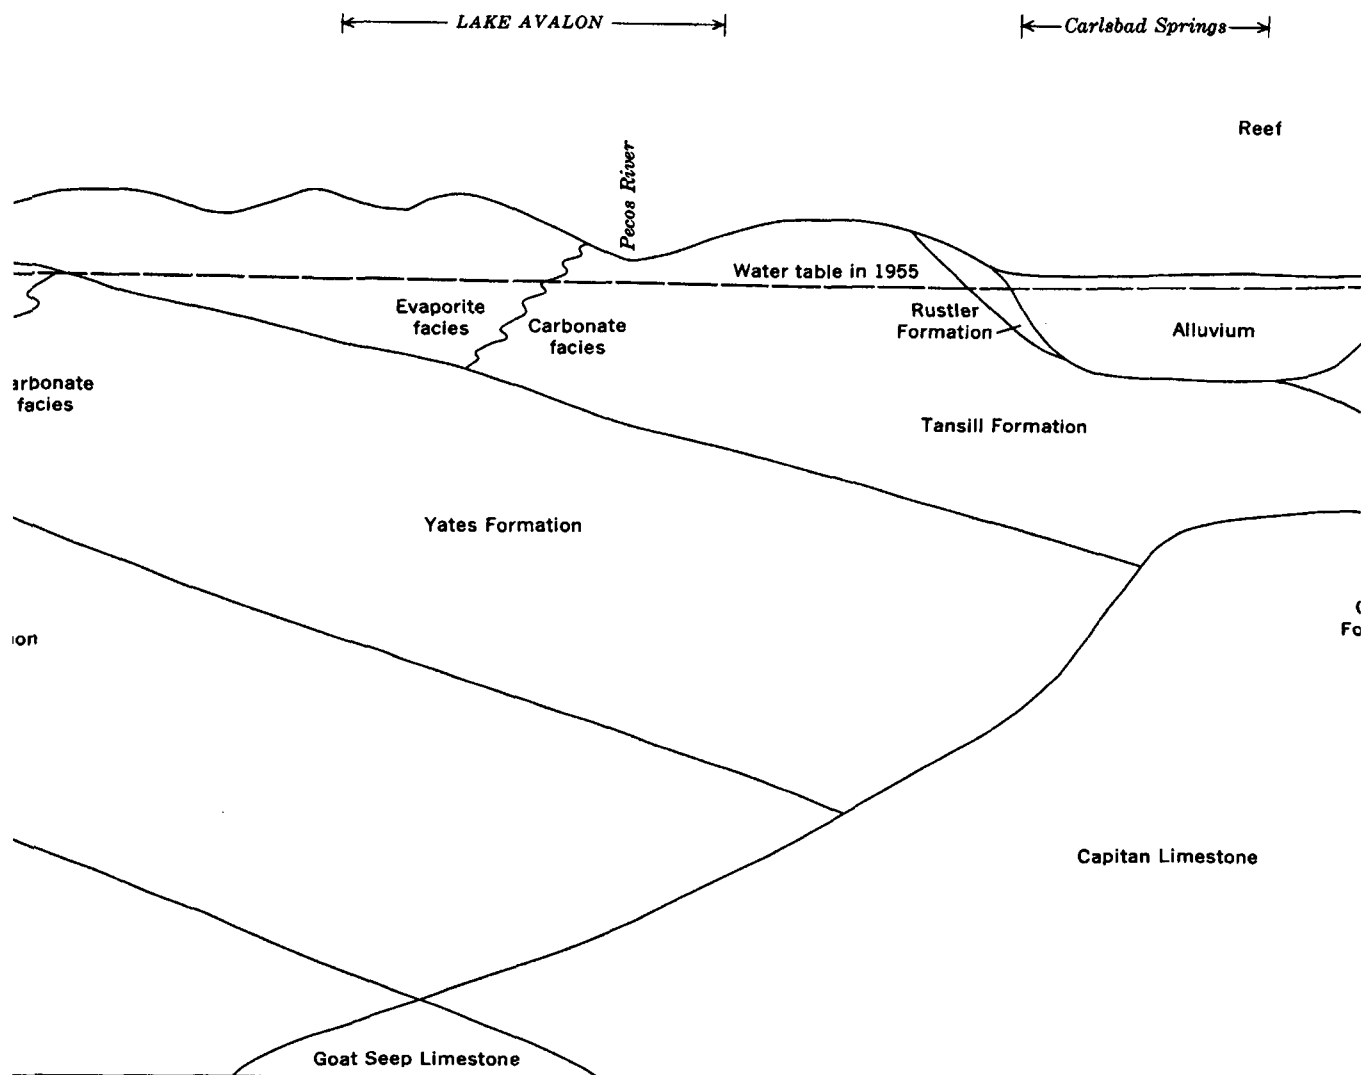 LAKE AVALON
Carlsbad Springs
Reef
Pecos River
Water table in 1955
Evaporite
facies
Carbonate
facies
Rustler
Formation
Alluvium
facies
Tansill Formation
Yates Formation
Capitan Limestone
Goat Seep Limestone